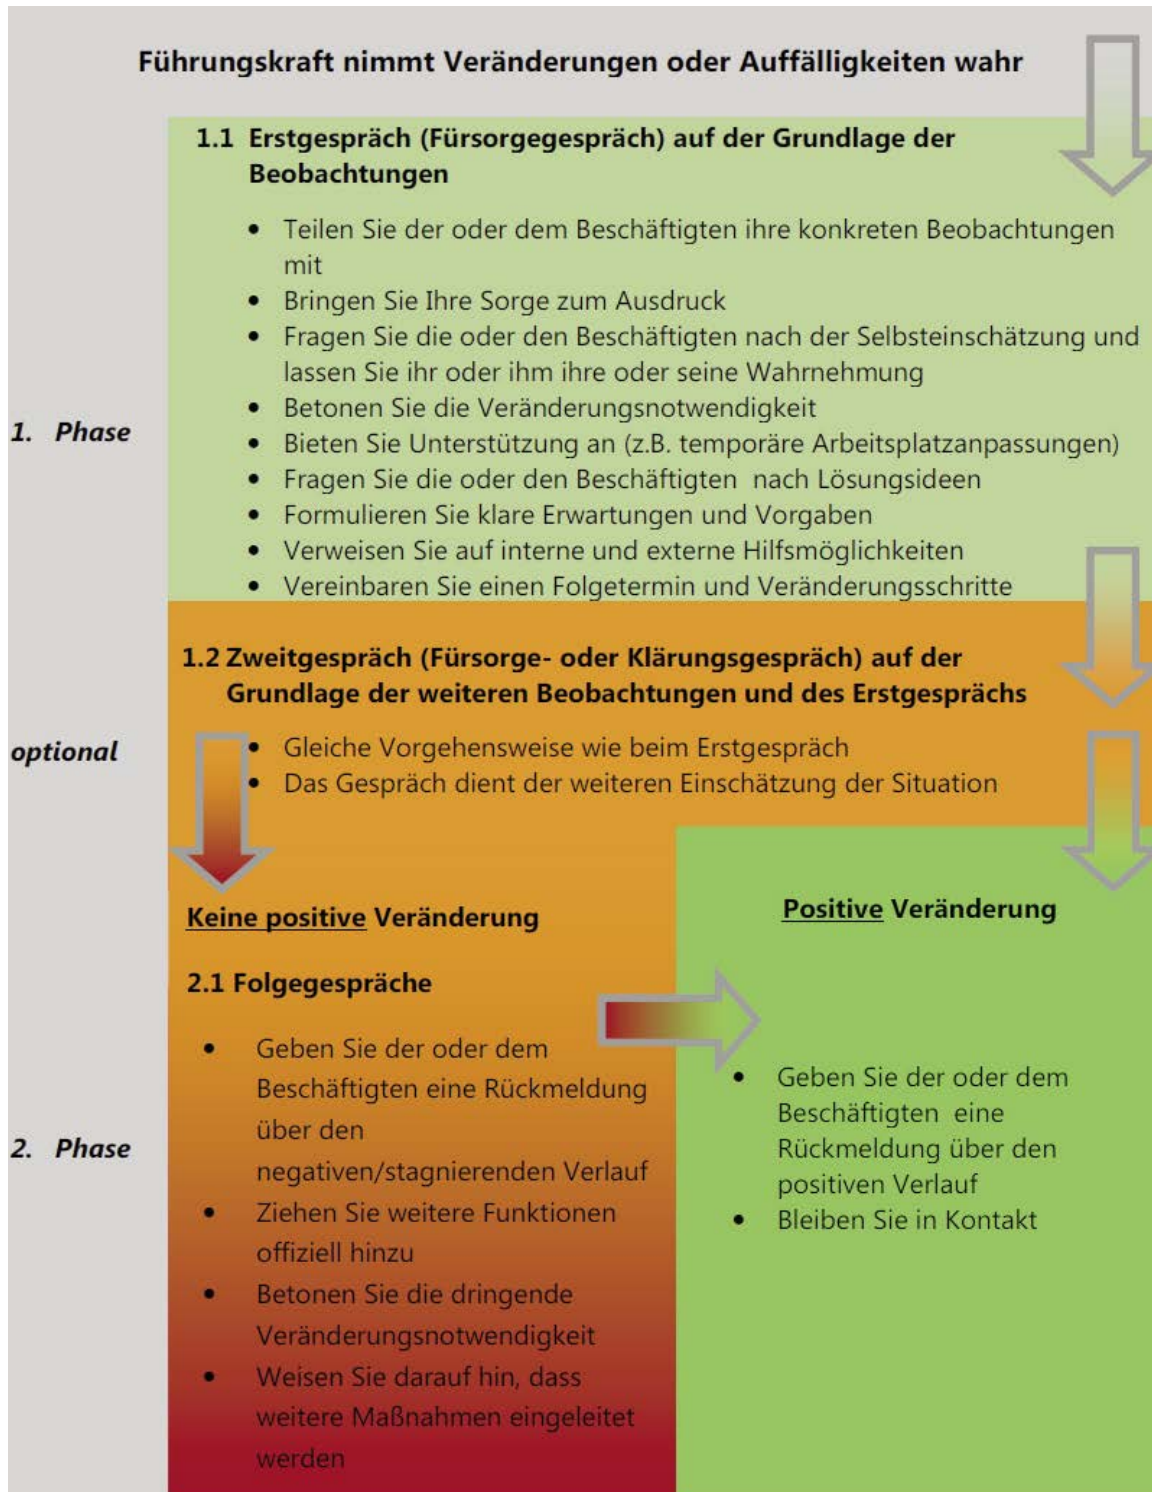 Führungskraft nimmt Veränderungen oder Auffälligkeiten wahr
1.1 Erstgespräch (Fürsorgegespräch) auf der Grundlage der
Beobachtungen
• Teilen Sie der oder dem Beschäftigten ihre konkreten Beobachtungen
mit
• Bringen Sie Ihre Sorge zum Ausdruck
• Fragen Sie die oder den Beschäftigten nach der Selbsteinschätzung und
lassen Sie ihr oder ihm ihre oder seine Wahrnehmung
1. Phase
• Betonen Sie die Veränderungsnotwendigkeit
• Bieten Sie Unterstützung an (z.B. temporäre Arbeitsplatzanpassungen)
• Fragen Sie die oder den Beschäftigten nach Lösungsideen
• Formulieren Sie klare Erwartungen und Vorgaben
• Verweisen Sie auf interne und externe Hilfsmöglichkeiten
• Vereinbaren Sie einen Folgetermin und Veränderungsschritte
1.2 Zweitgespräch (Fürsorge- oder Klärungsgespräch) auf der
Grundlage der weiteren Beobachtungen und des Erstgesprächs
optional
• Gleiche Vorgehensweise wie beim Erstgespräch
• Das Gespräch dient der weiteren Einschätzung der Situation
Keine positive Veränderung
2.1 Folgegespräche
2. Phase
• Geben Sie der oder dem
Beschäftigten eine Rückmeldung
über den
negativen/stagnierenden Verlauf
• Ziehen Sie weitere Funktionen
offiziell hinzu
• Betonen Sie die dringende
Veränderungsnotwendigkeit
• Weisen Sie darauf hin, dass
weitere Maßnahmen eingeleitet
werden
Positive Veränderung
• Geben Sie der oder dem
Beschäftigten eine
Rückmeldung über den
positiven Verlauf
• Bleiben Sie in Kontakt